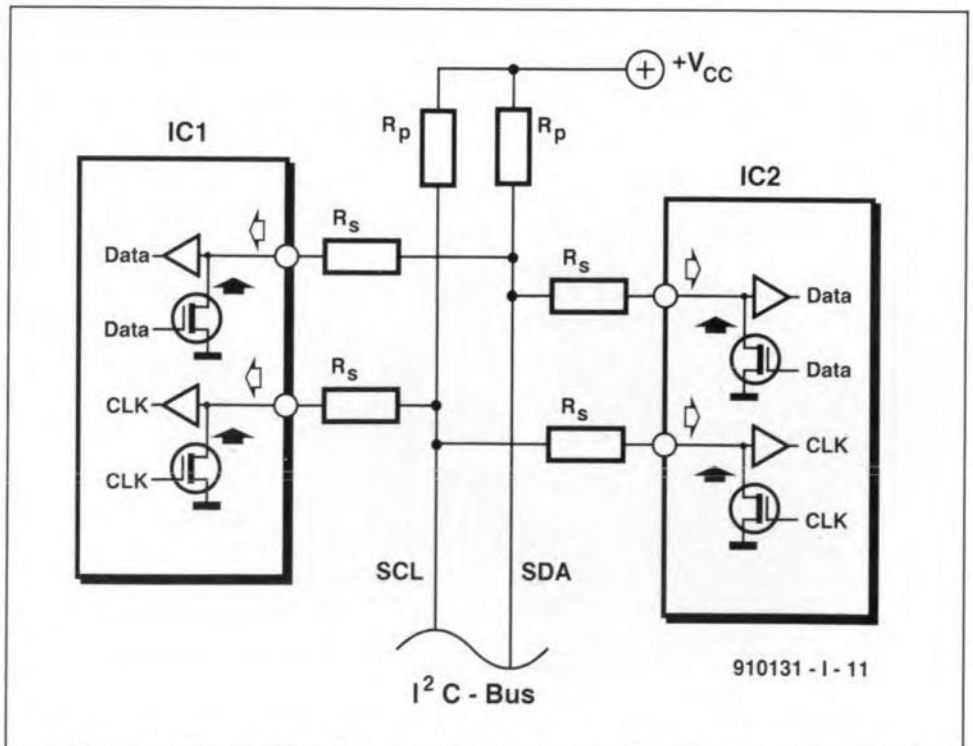 +VCC
Rp
Rp
IC1
IC2
Rs
Rs
Data
Data
Data
Data
Rs
Rs
CLK
CLK
CLK
CLK
SCL
SDA
910131 - I - 11
I² C - Bus